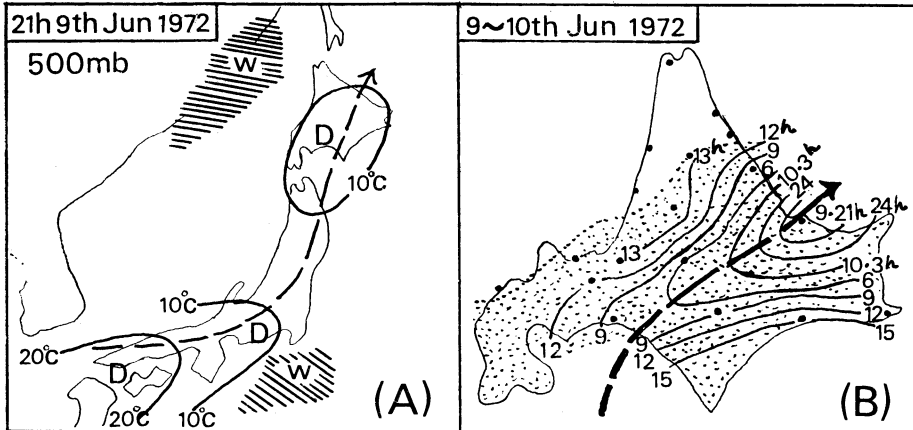 21h 9th Jun 1972
500mb
W
D
10°C
10°C
D
20°C
D
W
20°C
10°C
(A)
9~10th Jun 1972
12h
13h
9
6
10·3h
24
9·21h
24h
13
10·3h
6
9
12
9
9
12
12
15
15
(B)